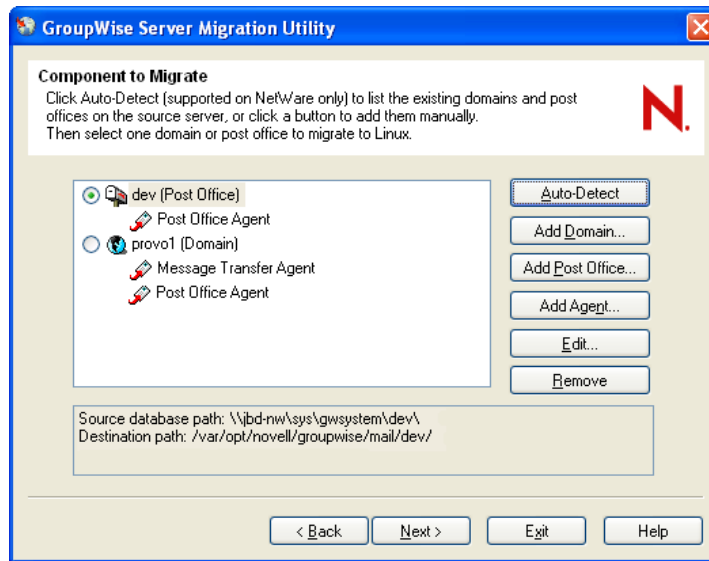 GroupWise Server Migration Utility
Component to Migrate
Click Auto-Detect (supported on NetWare only) to list the existing domains and post
offices on the source server, or click a button to add them manually.
Then select one domain or post office to migrate to Linux.
N.
dev (Post Office)
Post Office Agent
provo1 (Domain)
Message Transfer Agent
Post Office Agent
Auto-Detect
Add Domain...
Add Post Office...
Add Agent...
Edit...
Remove
Source database path: \\jbd-nw\sys\gwsystem\dev\
Destination path: /var/opt/novell/groupwise/mail/dev/
< Back
Next >
Exit
Help